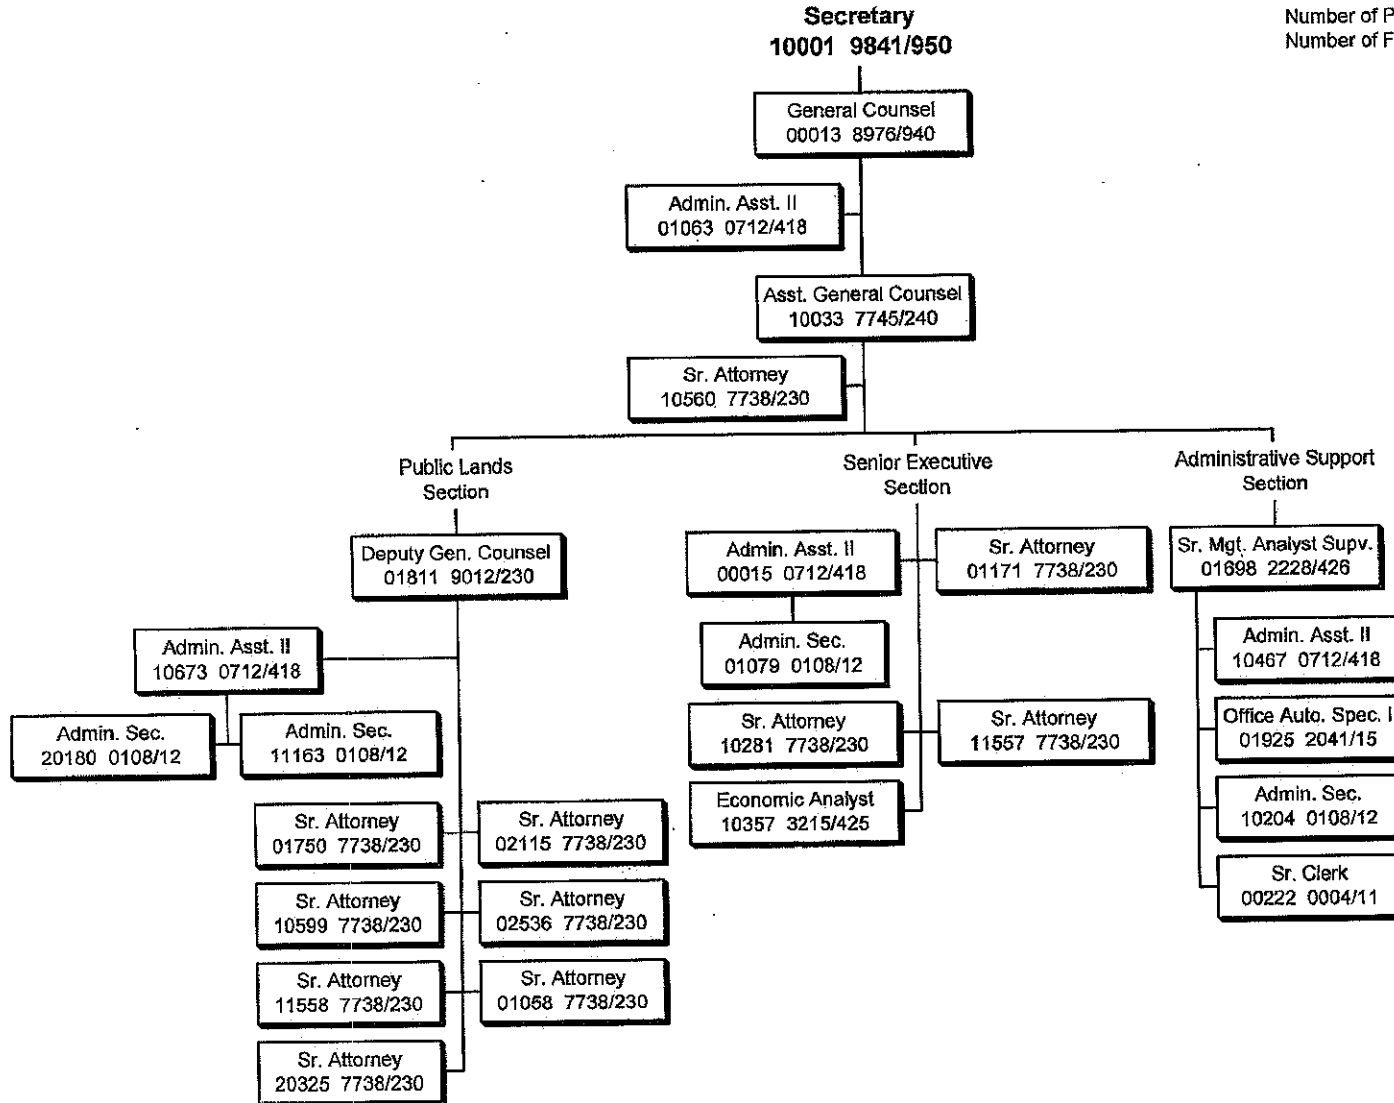 Secretary
10001 9841/950
Number of P
Number of F
General Counsel
00013 8976/940
Admin. Asst. II
01063 0712/418
Asst. General Counsel
10033 7745/240
Sr. Attorney
10560 7738/230
Public Lands
Section
Senior Executive
Section
Administrative Support
Section
Deputy Gen. Counsel
01811 9012/230
Admin. Asst. II
10673 0712/418
Admin. Sec.
20180 0108/12
Admin. Sec.
11163 0108/12
Sr. Attorney
01750 7738/230
Sr. Attorney
02115 7738/230
Sr. Attorney
10599 7738/230
Sr. Attorney
02536 7738/230
Sr. Attorney
11558 7738/230
Sr. Attorney
01058 7738/230
Sr. Attorney
20325 7738/230
Admin. Asst. II
00015 0712/418
Sr. Attorney
01171 7738/230
Admin. Sec.
01079 0108/12
Sr. Attorney
10281 7738/230
Sr. Attorney
11557 7738/230
Economic Analyst
10357 3215/425
Sr. Mgt. Analyst Supv.
01698 2228/426
Admin. Asst. II
10467 0712/418
Office Auto. Spec. I
01925 2041/15
Admin. Sec.
10204 0108/12
Sr. Clerk
00222 0004/11